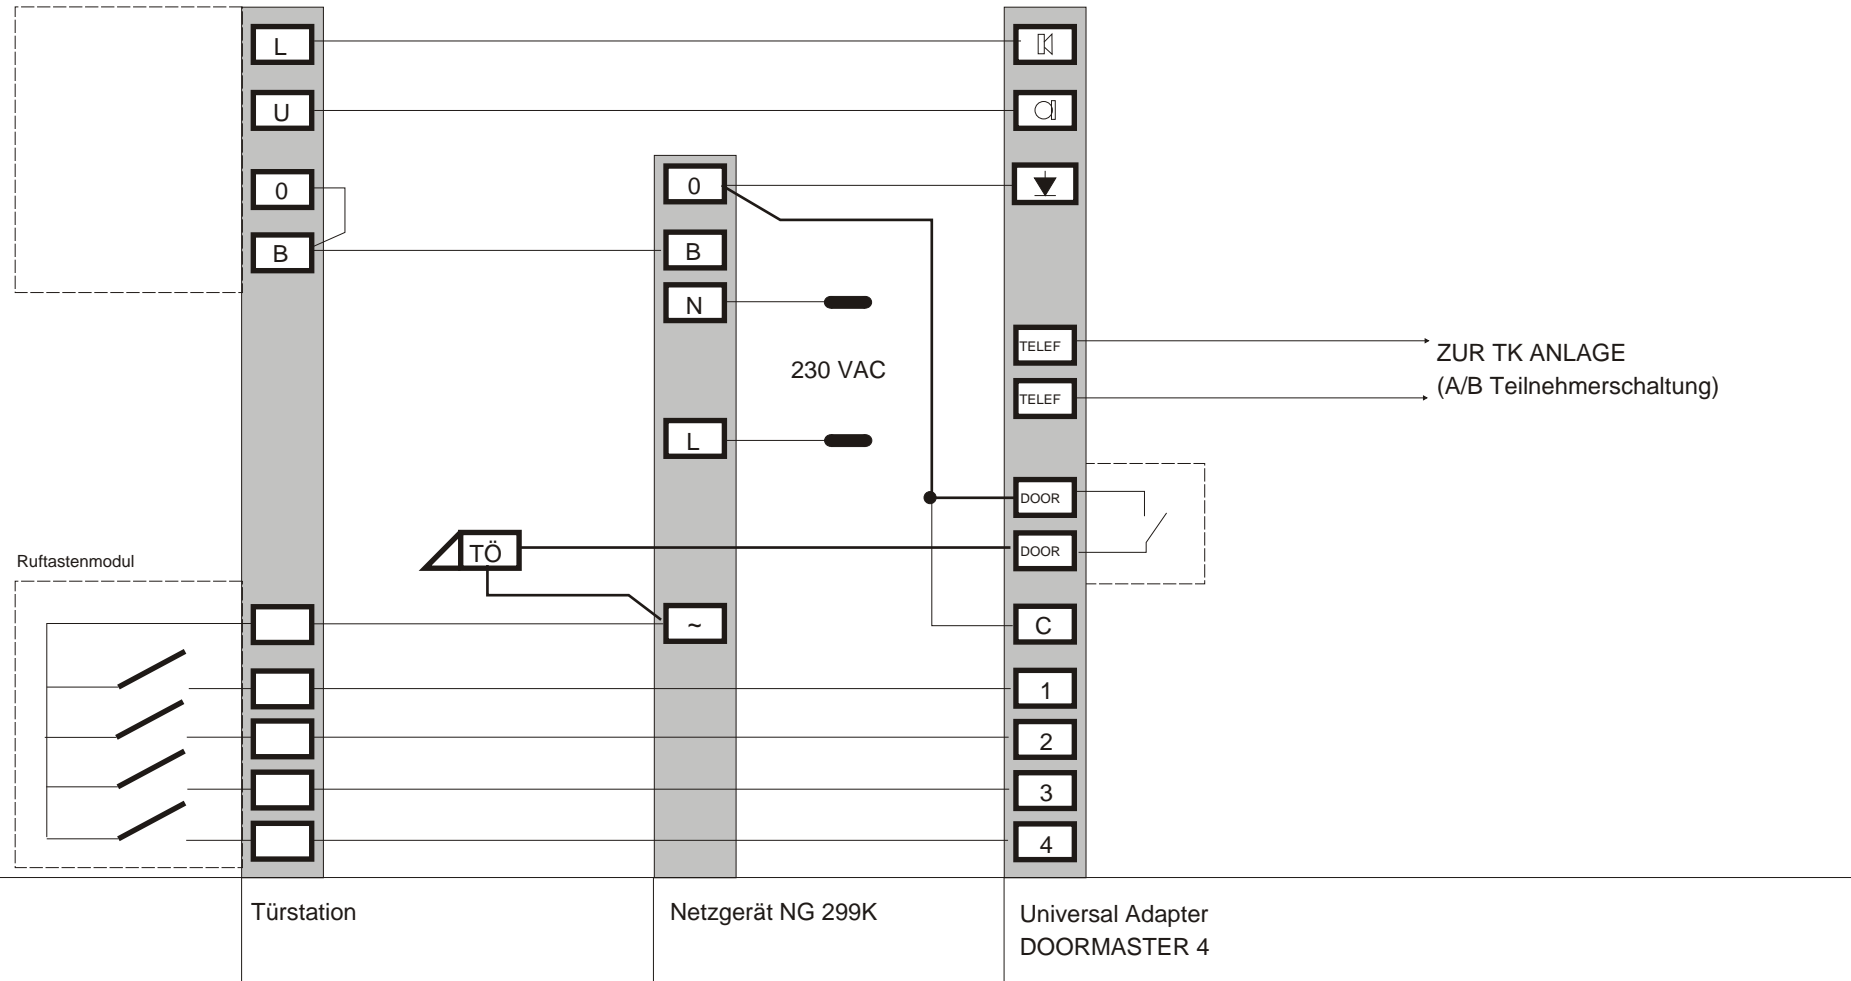 L
U
0
B
0
B
N
230 VAC
L
TELEF
TELEF
ZUR TK ANLAGE
(A/B Teilnehmerschaltung)
DOOR
DOOR
TÖ
Ruftastenmodul
~
C
1
2
3
4
Türstation
Netzgerät NG 299K
Universal Adapter
DOORMASTER 4